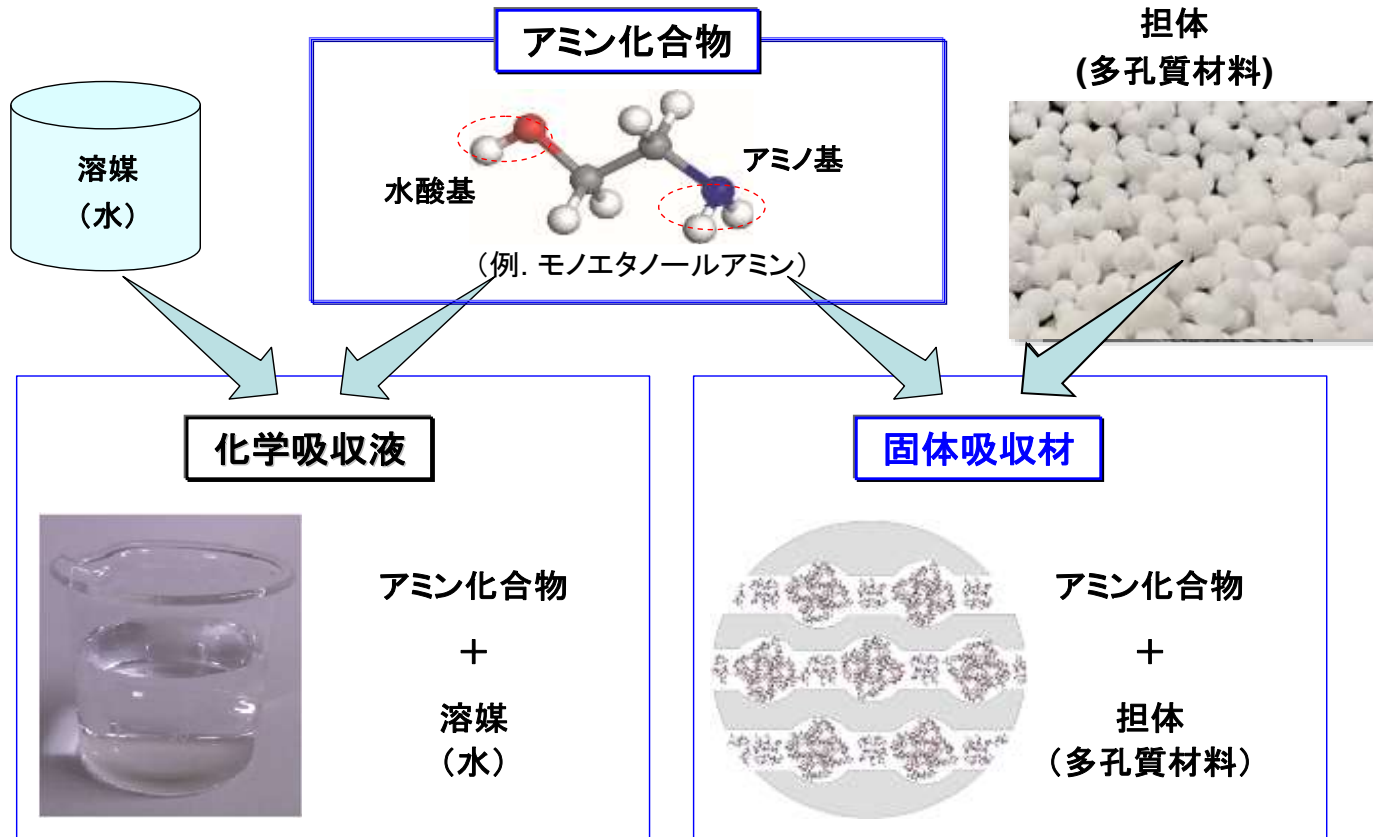 アミン化合物
担体
(多孔質材料)
溶媒
（水）
水酸基
アミノ基
（例. モノエタノールアミン）
化学吸収液
固体吸収材
アミン化合物
＋
溶媒
（水）
アミン化合物
＋
担体
（多孔質材料）